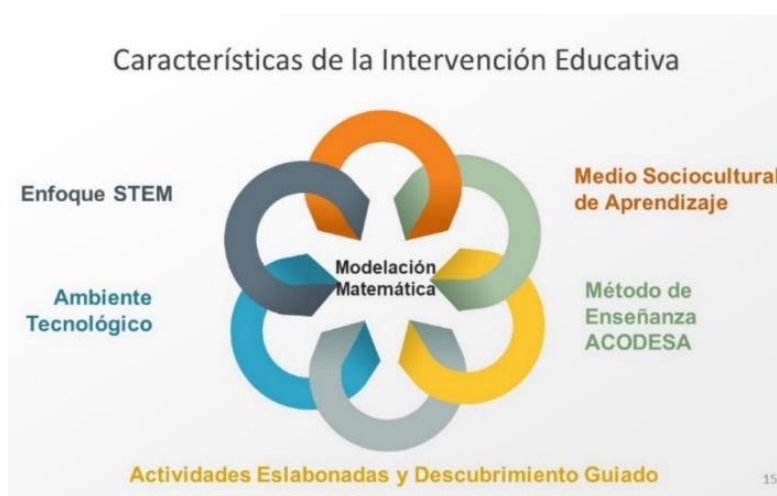 Características de la Intervención Educativa
Enfoque STEM
Medio Sociocultural
de Aprendizaje
Modelación
Matemática
Ambiente
Tecnológico
Método de
Enseñanza
ACODESA
Actividades Eslabonadas y Descubrimiento Guiado
15